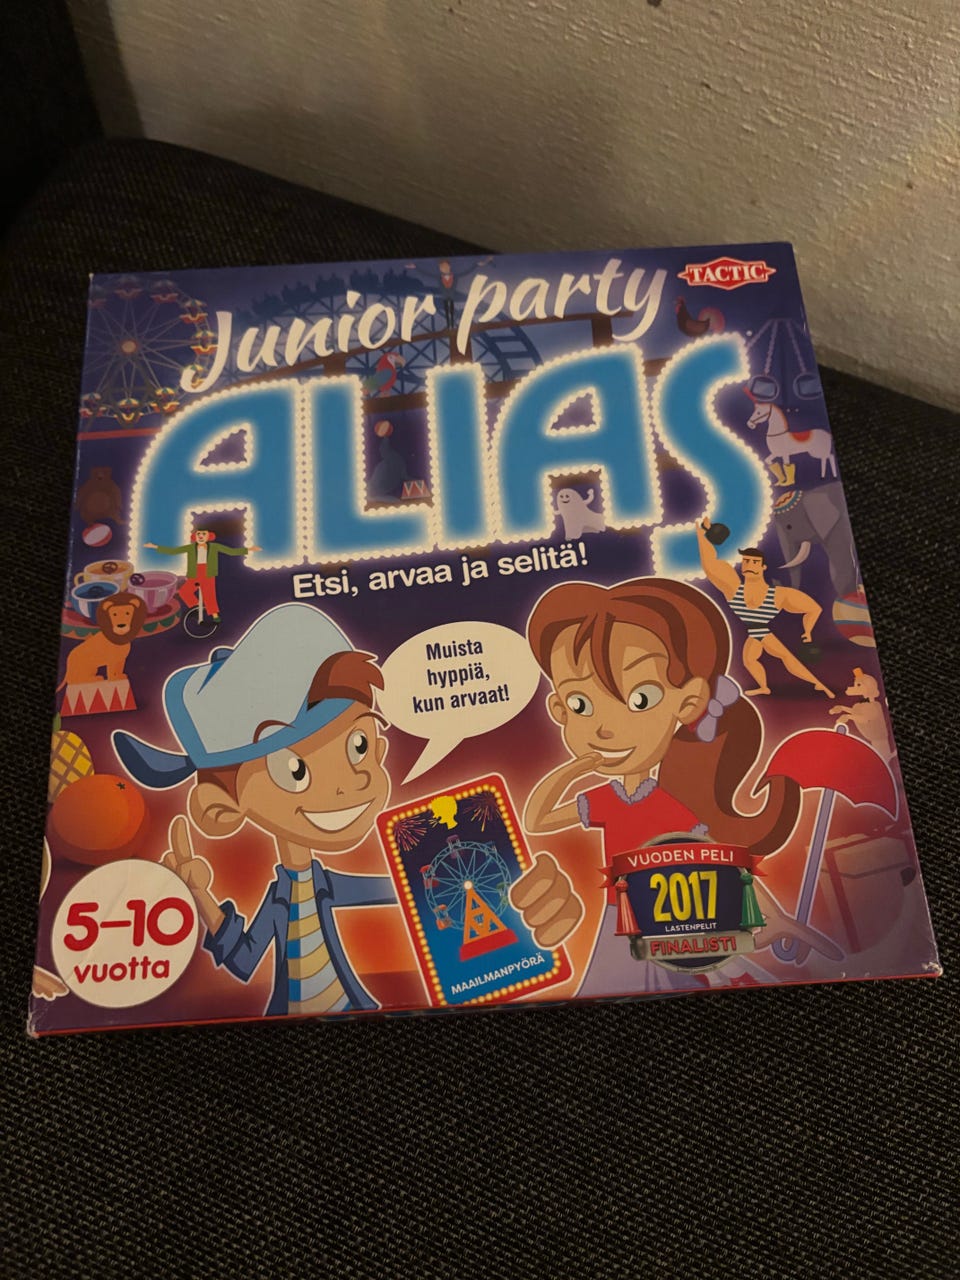 Junior party
TACTIC
ALIAS
Etsi, arvaa ja selitä!
Muista
hyppiä,
kun arvaat!
VUODEN PELI
2017
LASTENPELIT
FINALISTI
5–10
vuotta
MAAILMANPYÖRÄ